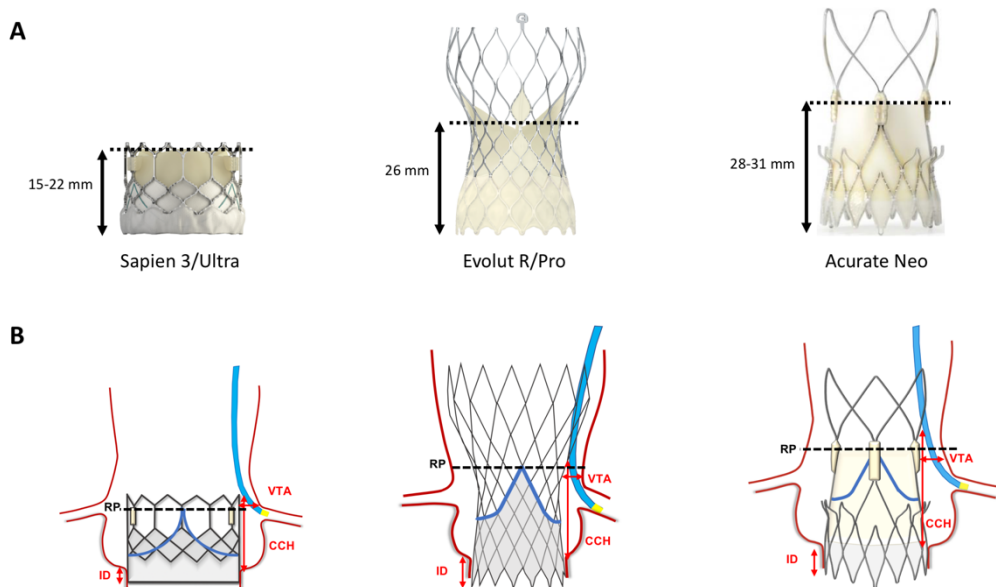 A
15-22 mm
26 mm
28-31 mm
Sapien 3/Ultra
Evolut R/Pro
Acurate Neo
B
RP
VTA
CCH
ID
RP
VTA
CCH
ID
RP
VTA
CCH
ID